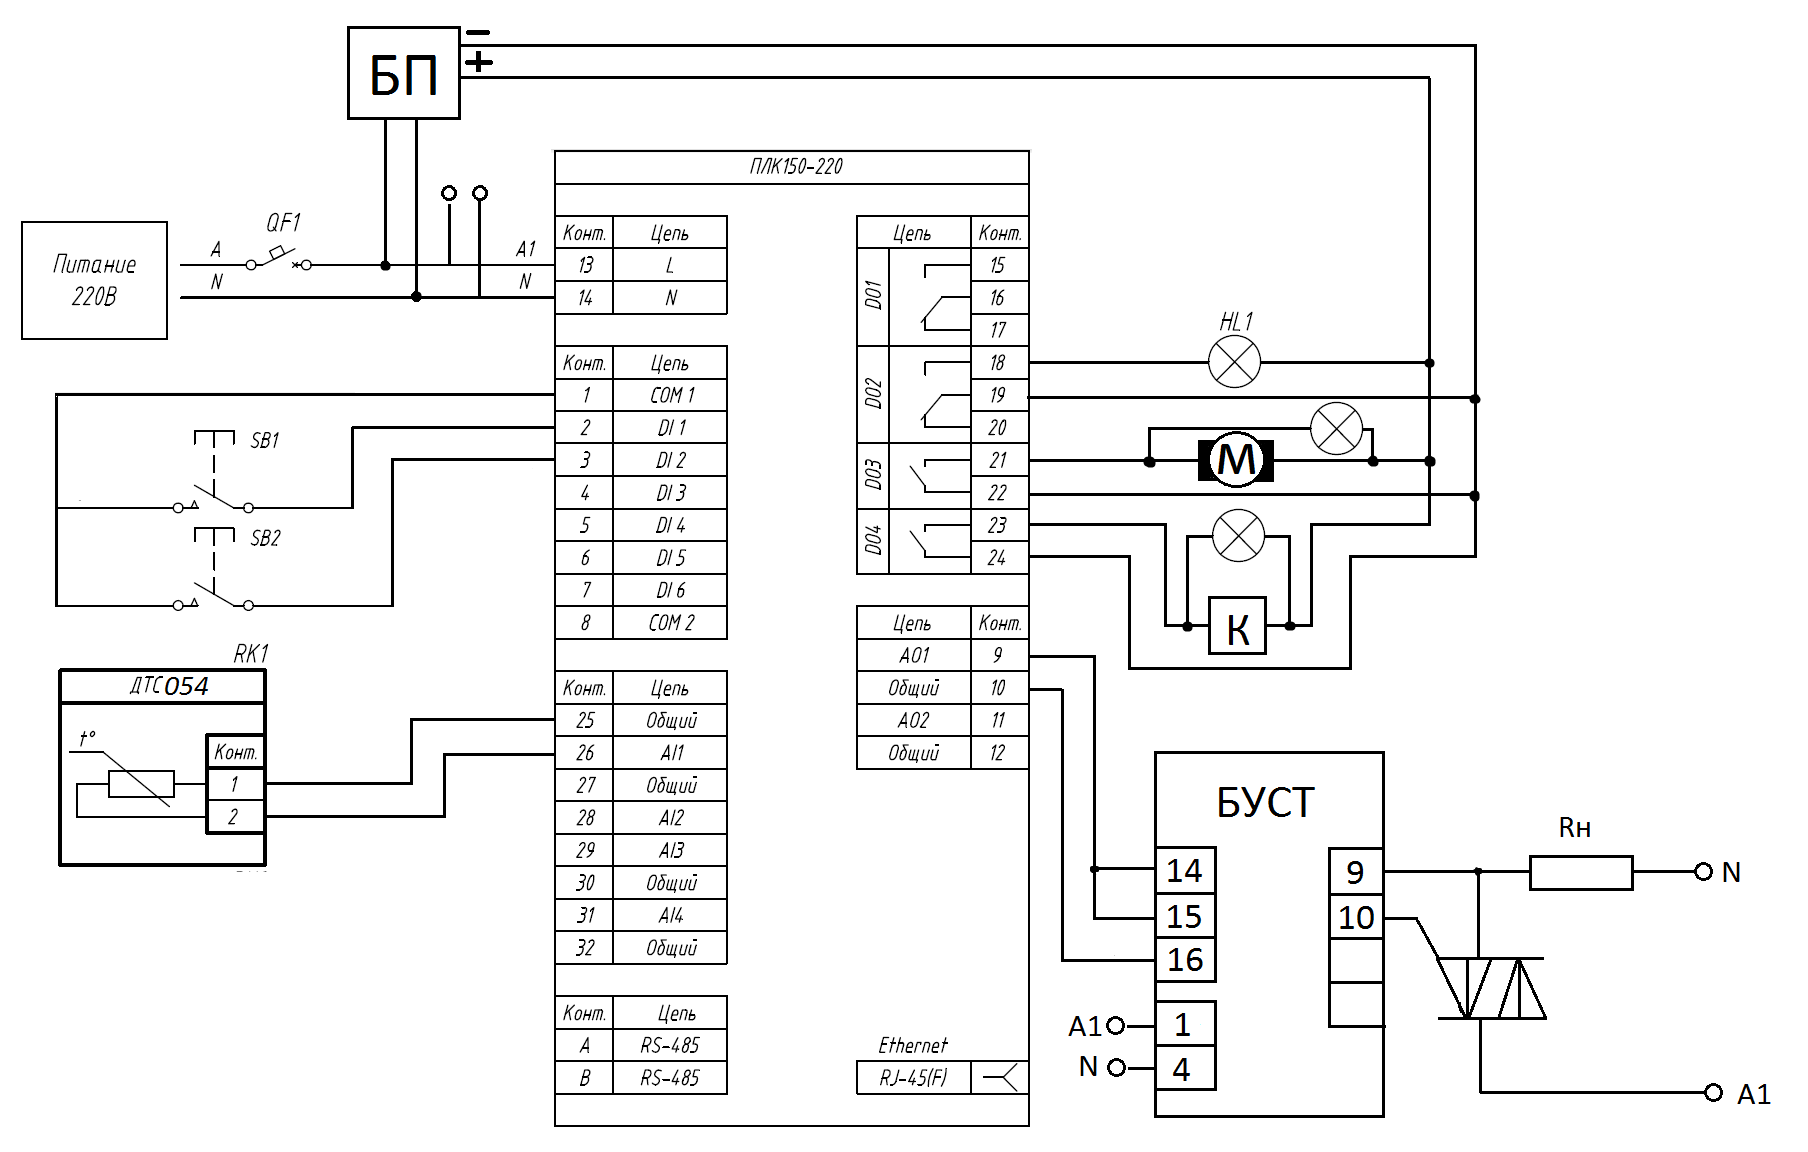 БП
−
+
ПЛК150-220
Питание
220В
A
QF1
A1
N
N
Конт. Цепь
13 L
14 N
Конт. Цепь
1 COM 1
2 DI 1
3 DI 2
4 DI 3
5 DI 4
6 DI 5
7 DI 6
8 COM 2
SB1
SB2
RK1
ДТС054
t°
Конт.
1
2
Конт. Цепь
25 Общий
26 AI1
27 Общий
28 AI2
29 AI3
30 Общий
31 AI4
32 Общий
Конт. Цепь
A RS-485
B RS-485
Цепь Конт.
DO1
15
16
17
DO2
18
19
20
DO3
21
22
DO4
23
24
Цепь Конт.
AO1 9
Общий 10
AO2 11
Общий 12
Ethernet
RJ-45(F)
HL1
М
К
БУСТ
14
15
16
A1 1
N 4
9
10
Rн
N
A1